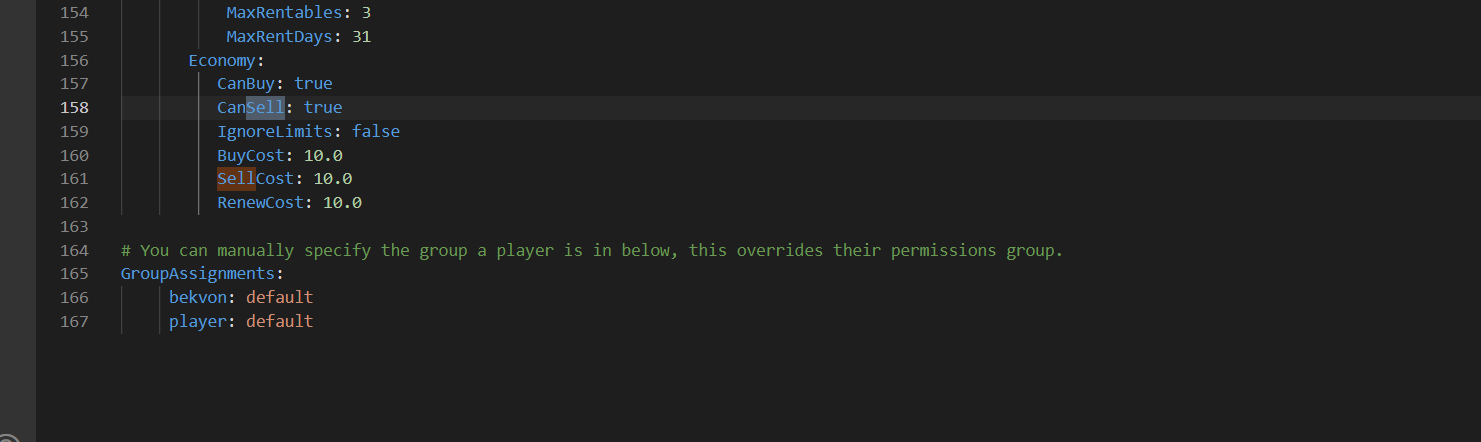 154 MaxRentables: 3
155 MaxRentDays: 31
156 Economy:
157 CanBuy: true
158 CanSell: true
159 IgnoreLimits: false
160 BuyCost: 10.0
161 SellCost: 10.0
162 RenewCost: 10.0
163
164 # You can manually specify the group a player is in below, this overrides their permissions group.
165 GroupAssignments:
166 bekvon: default
167 player: default